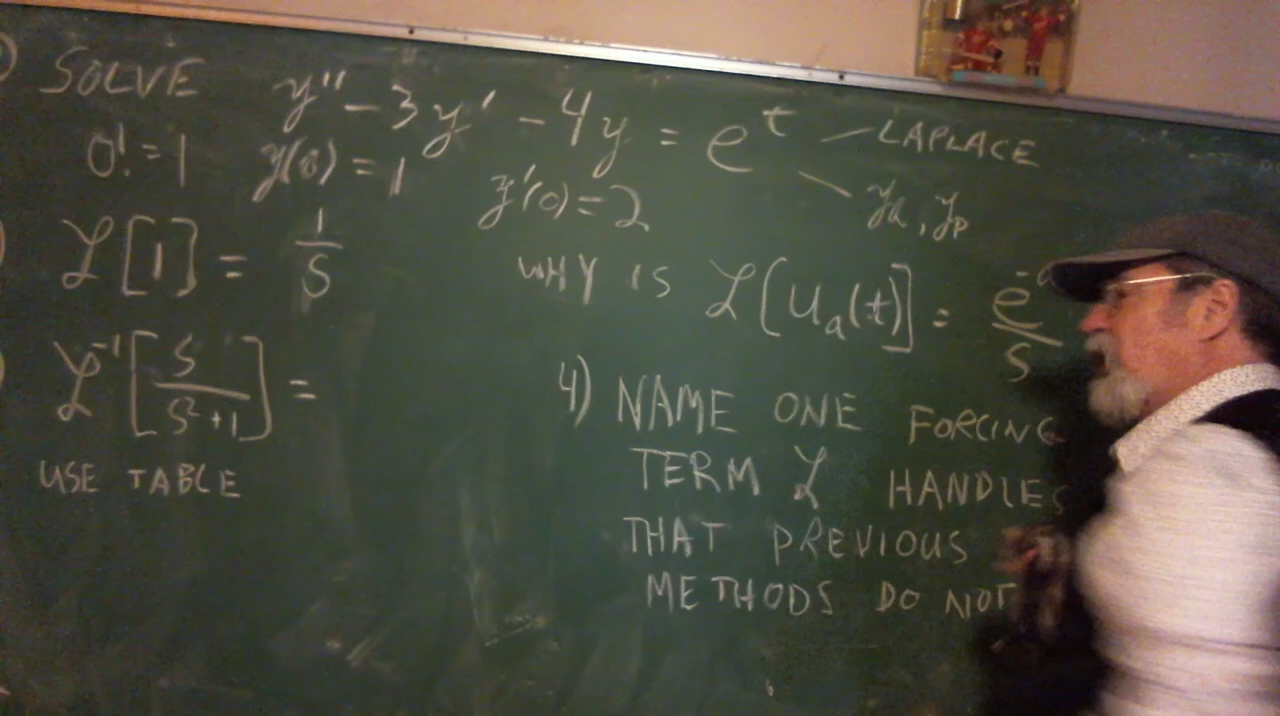 SOLVE y'' - 3y' - 4y = e^t — LAPLACE
0! = 1 y(0) = 1 y'(0) = 2 y_h, y_p
ℒ[1] = 1/s
WHY IS ℒ[u_a(t)] = e^-a/s
ℒ^-1[s/(s^2+1)] =
USE TABLE
4) NAME ONE FORCING
TERM ℒ HANDLES
THAT PREVIOUS
METHODS DO NOT